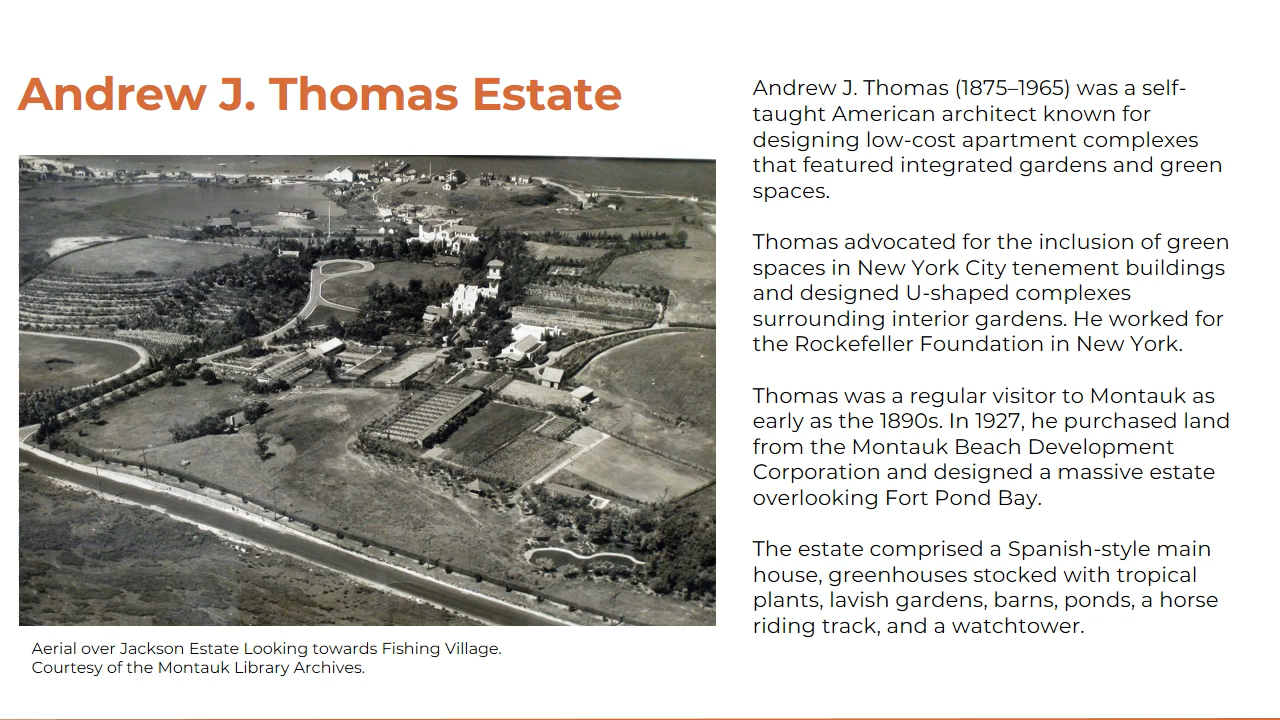 Andrew J. Thomas Estate
Aerial over Jackson Estate Looking towards Fishing Village.
Courtesy of the Montauk Library Archives.
Andrew J. Thomas (1875–1965) was a self-
taught American architect known for
designing low-cost apartment complexes
that featured integrated gardens and green
spaces.
Thomas advocated for the inclusion of green
spaces in New York City tenement buildings
and designed U-shaped complexes
surrounding interior gardens. He worked for
the Rockefeller Foundation in New York.
Thomas was a regular visitor to Montauk as
early as the 1890s. In 1927, he purchased land
from the Montauk Beach Development
Corporation and designed a massive estate
overlooking Fort Pond Bay.
The estate comprised a Spanish-style main
house, greenhouses stocked with tropical
plants, lavish gardens, barns, ponds, a horse
riding track, and a watchtower.